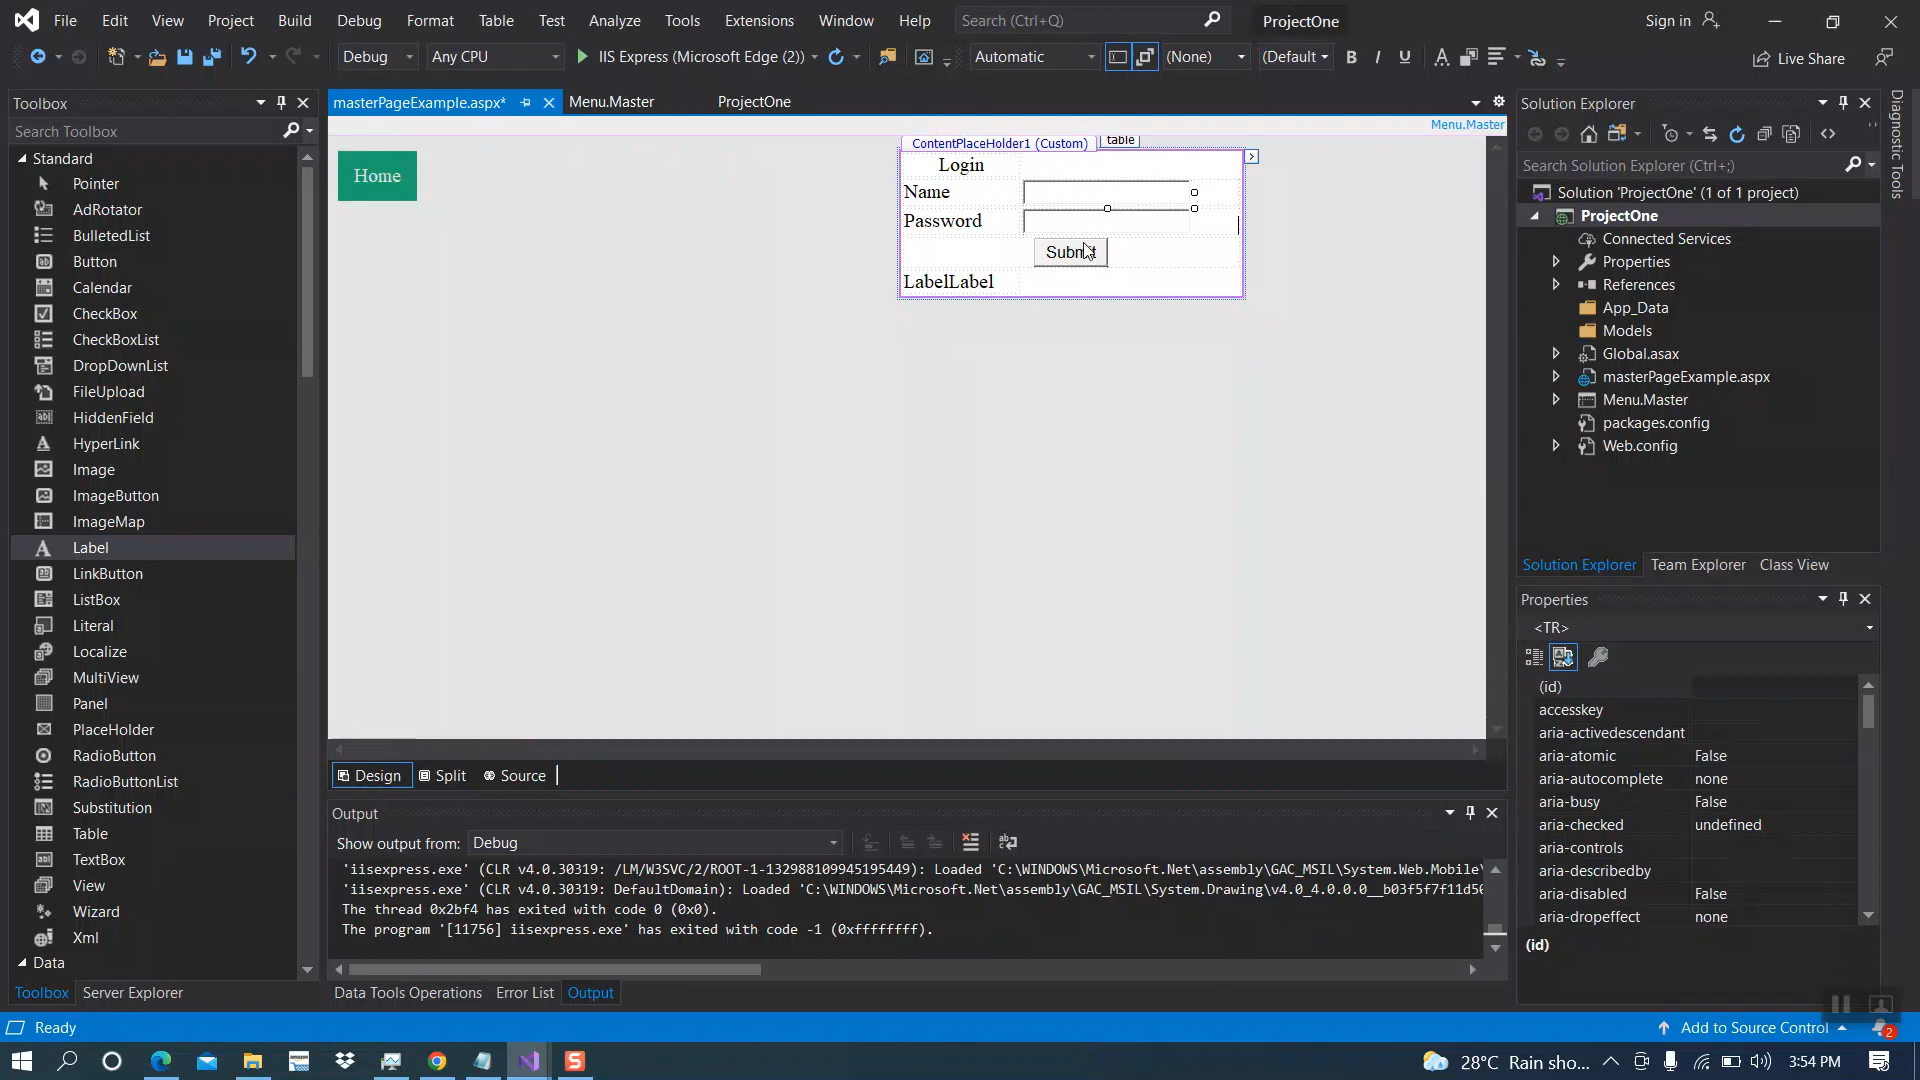 File Edit View Project Build Debug Format Table Test Analyze Tools Extensions Window Help Search (Ctrl+Q) ProjectOne Sign in
Debug Any CPU IIS Express (Microsoft Edge (2)) Automatic (None) (Default B I U A Live Share
Toolbox
Search Toolbox
Standard
Pointer
AdRotator
BulletedList
Button
Calendar
CheckBox
CheckBoxList
DropDownList
FileUpload
HiddenField
HyperLink
Image
ImageButton
ImageMap
Label
LinkButton
ListBox
Literal
Localize
MultiView
Panel
PlaceHolder
RadioButton
RadioButtonList
Substitution
Table
TextBox
View
Wizard
Xml
Data
Toolbox Server Explorer
masterPageExample.aspx* Menu.Master ProjectOne
Menu.Master
ContentPlaceHolder1 (Custom) table
Home
Login
Name
Password
Submit
LabelLabel
Design Split Source
Output
Show output from: Debug
'iisexpress.exe' (CLR v4.0.30319: /LM/W3SVC/2/ROOT-1-132988109945195449): Loaded 'C:\WINDOWS\Microsoft.Net\assembly\GAC_MSIL\System.Web.Mobile\
'iisexpress.exe' (CLR v4.0.30319: DefaultDomain): Loaded 'C:\WINDOWS\Microsoft.Net\assembly\GAC_MSIL\System.Drawing\v4.0_4.0.0.0__b03f5f7f11d50
The thread 0x2bf4 has exited with code 0 (0x0).
The program '[11756] iisexpress.exe' has exited with code -1 (0xffffffff).
Data Tools Operations Error List Output
Solution Explorer
Search Solution Explorer (Ctrl+;)
Solution 'ProjectOne' (1 of 1 project)
ProjectOne
Connected Services
Properties
References
App_Data
Models
Global.asax
masterPageExample.aspx
Menu.Master
packages.config
Web.config
Solution Explorer Team Explorer Class View
Properties
<TR>
(id)
accesskey
aria-activedescendant
aria-atomic False
aria-autocomplete none
aria-busy False
aria-checked undefined
aria-controls
aria-describedby
aria-disabled False
aria-dropeffect none
(id)
Diagnostic Tools
Ready
Add to Source Control 2
28°C Rain sho... 3:54 PM